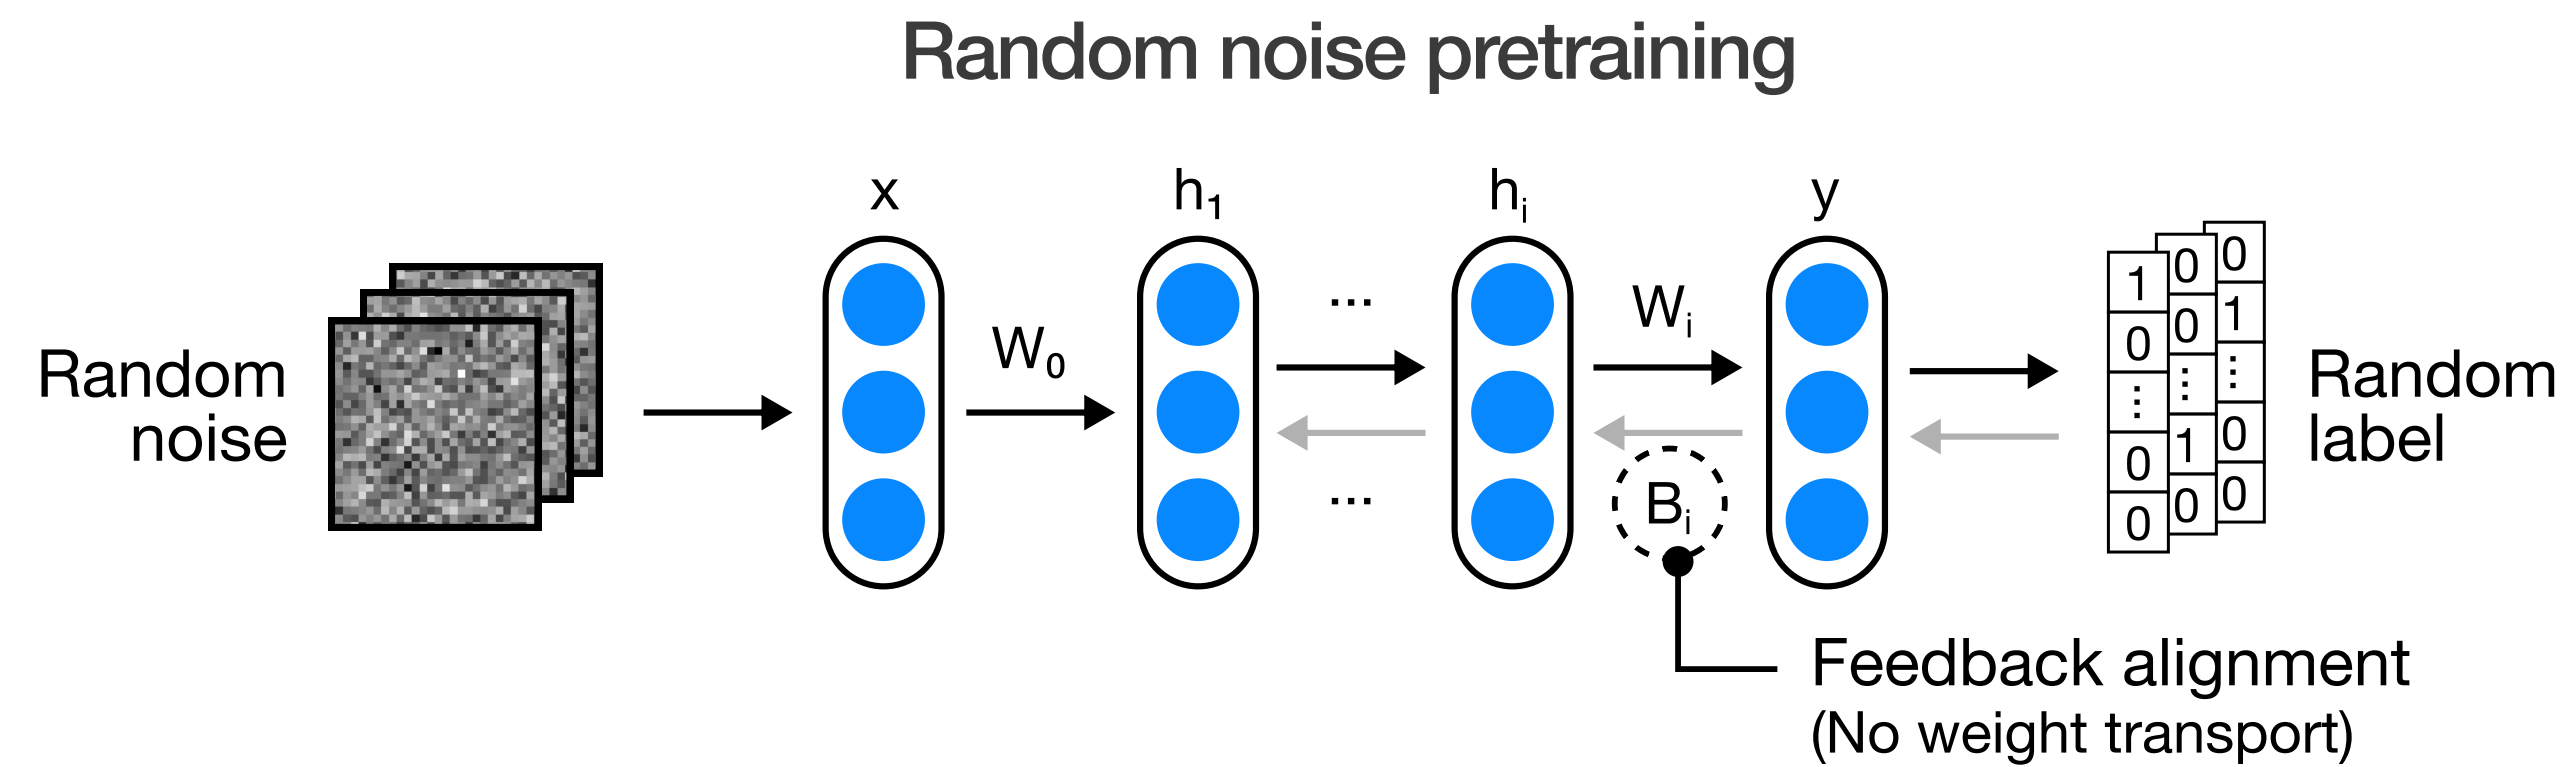 Random noise pretraining
x
h₁
hᵢ
y
Random
noise
W₀
...
Wᵢ
...
Bᵢ
1
0
⋮
0
0
0
0
⋮
1
0
0
1
⋮
0
0
Random
label
Feedback alignment
(No weight transport)